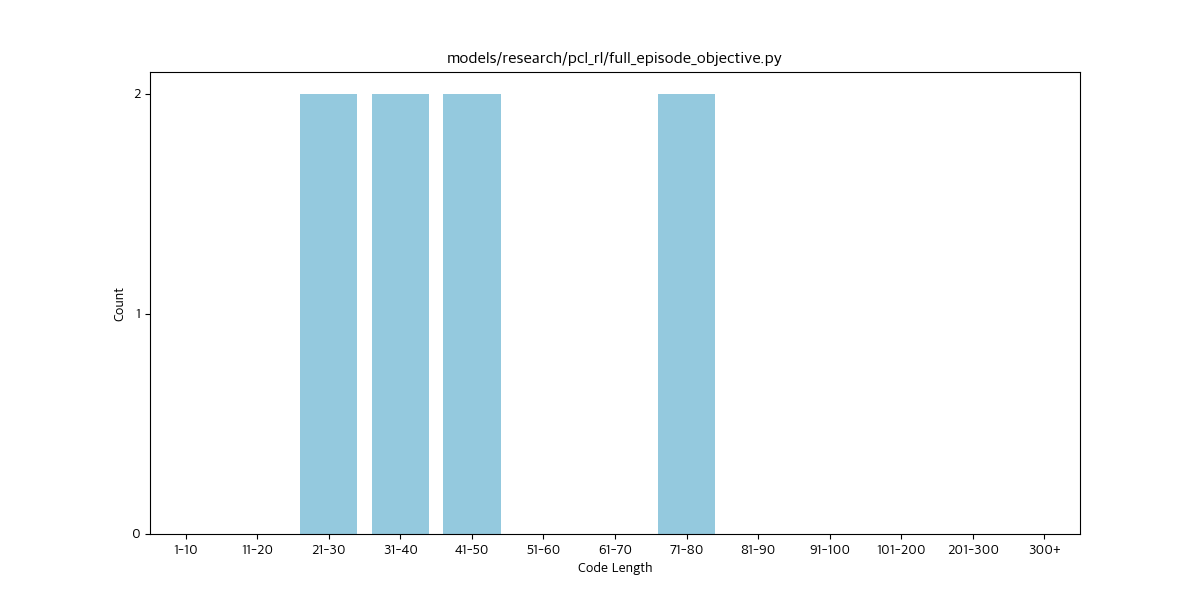 models/research/pcl_rl/full_episode_objective.py
2
1
0
Count
1-10 11-20 21-30 31-40 41-50 51-60 61-70 71-80 81-90 91-100 101-200 201-300 300+
Code Length